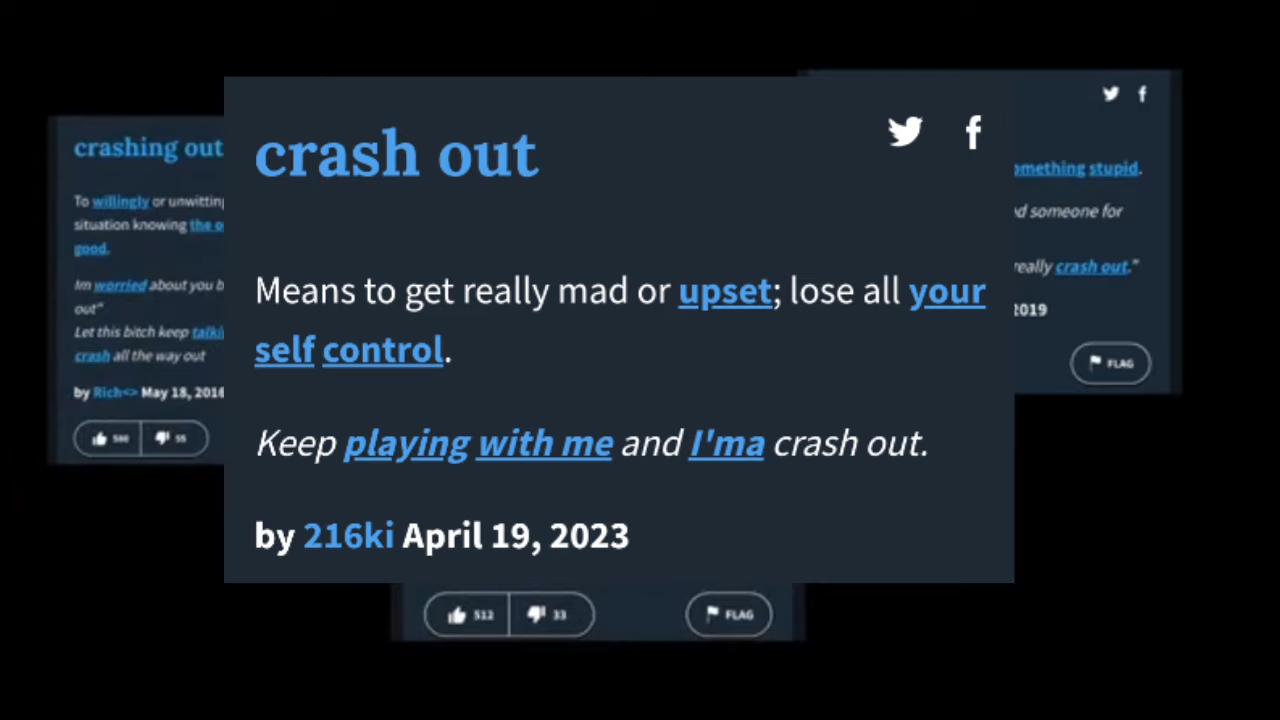 crashing out
To willingly or unwitting
situation knowing the o
good.
Im worried about you b
out"
Let this bitch keep talki
crash all the way out
by Rich<> May 18, 2016
55
crash out
Means to get really mad or upset; lose all your
self control.
Keep playing with me and I'ma crash out.
by 216ki April 19, 2023
512 33 FLAG
omething stupid.
d someone for
really crash out."
2019
FLAG